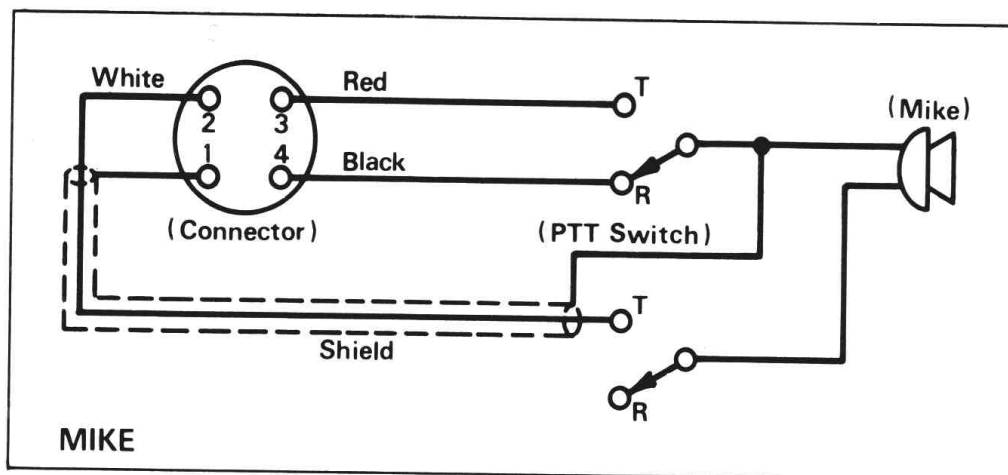 White
Red
T
(Mike)
2 3
1 4
Black
R
(Connector)
(PTT Switch)
T
Shield
R
MIKE